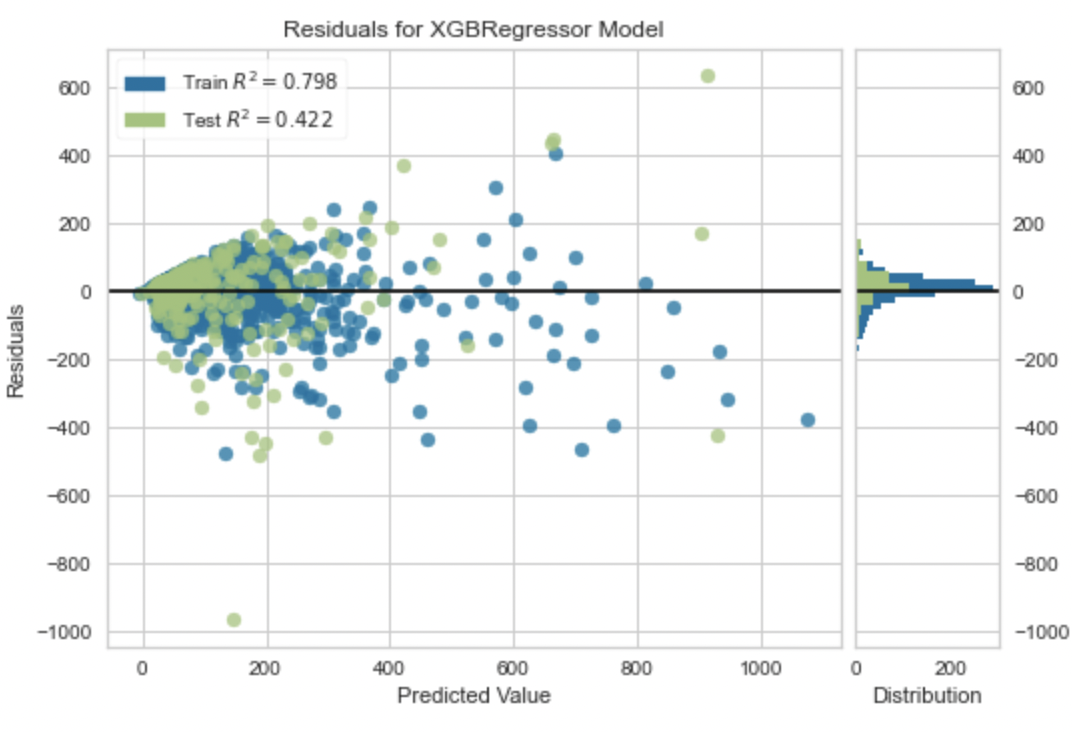 Residuals for XGBRegressor Model
Train R² = 0.798
Test R² = 0.422
Residuals
600
400
200
0
−200
−400
−600
−800
−1000
0 200 400 600 800 1000
Predicted Value
600
400
200
0
−200
−400
−600
−800
−1000
0 200
Distribution